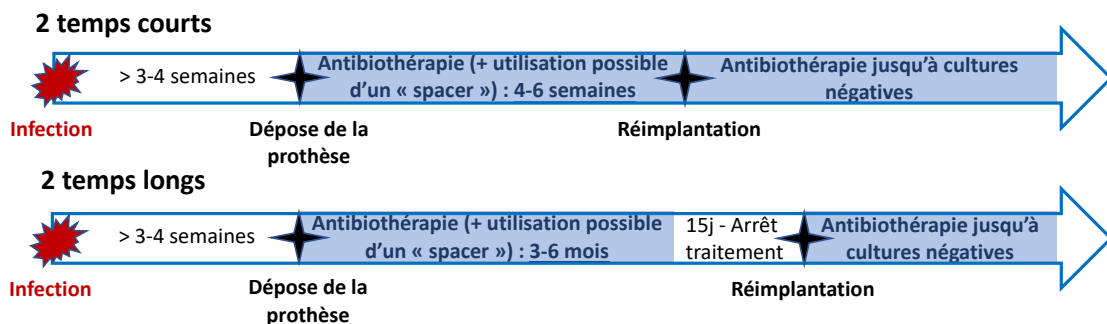 2 temps courts
> 3-4 semaines
Antibiothérapie (+ utilisation possible
d'un « spacer ») : 4-6 semaines
Antibiothérapie jusqu'à cultures
négatives
Infection
Dépose de la
prothèse
Réimplantation
2 temps longs
> 3-4 semaines
Antibiothérapie (+ utilisation possible
d'un « spacer ») : 3-6 mois
15j - Arrêt
traitement
Antibiothérapie jusqu'à
cultures négatives
Infection
Dépose de la
prothèse
Réimplantation